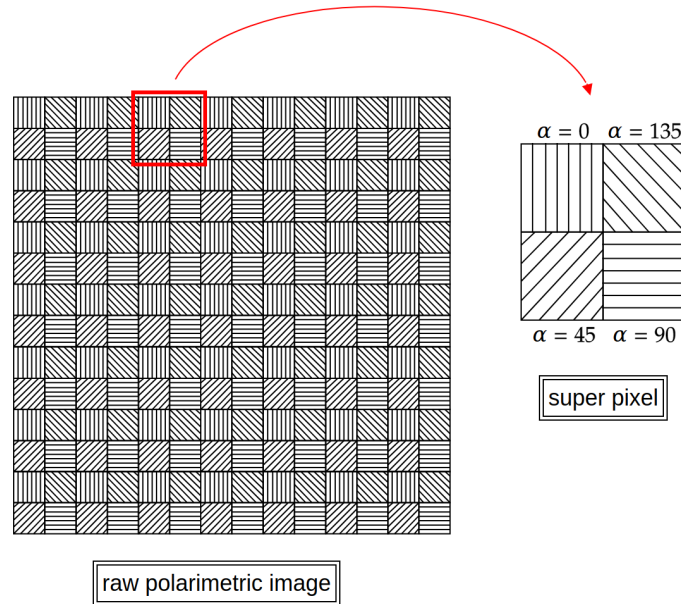 α = 0 α = 135
α = 45 α = 90
super pixel
raw polarimetric image